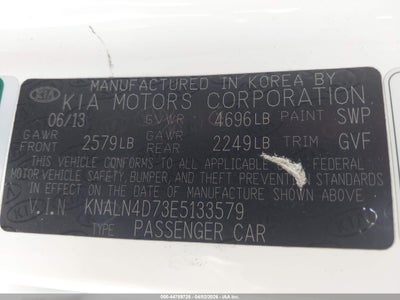 MANUFACTURED IN KOREA BY
KIA KIA MOTORS CORPORATION
06/13 GVWR 4696LB PAINT SWP
GAWR FRONT 2579LB GAWR REAR 2249LB TRIM GVF
THIS VEHICLE CONFORMS TO ALL APPLICABLE FEDERAL
MOTOR VEHICLE SAFETY, BUMPER, AND THEFT PREVENTION STANDARDS
IN EFFECT ON THE DATE OF MANUFACTURE SHOWN ABOVE
V.I.N KNALN4D73E5133579
TYPE PASSENGER CAR